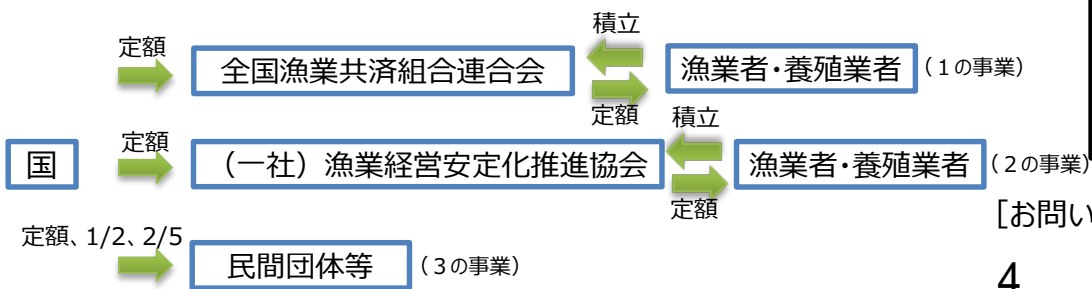 定額
全国漁業共済組合連合会
積立
定額
漁業者・養殖業者
（1の事業）
国
定額
（一社）漁業経営安定化推進協会
積立
定額
漁業者・養殖業者
（2の事業）
［お問い
定額、1/2、2/5
民間団体等
（3の事業）
4